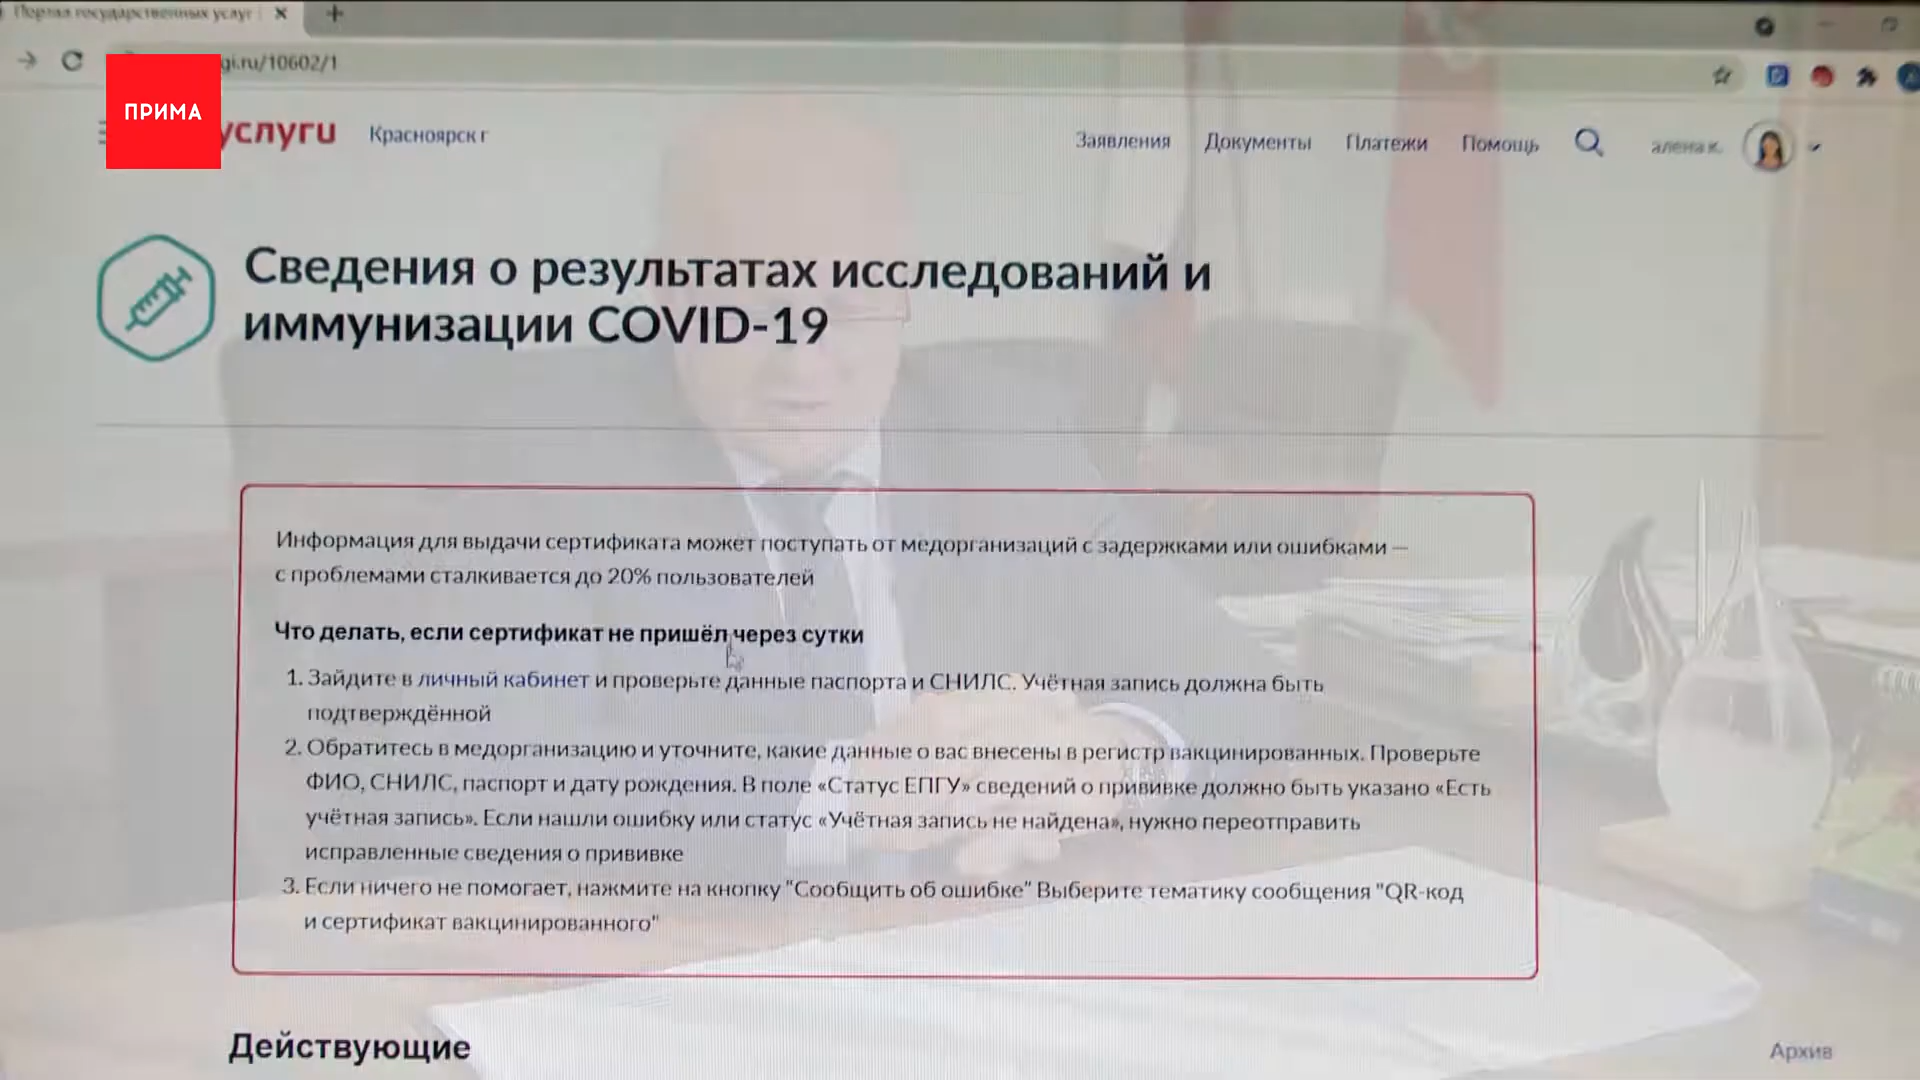 Портал государственных услуг
gi.ru/10602/1
ПРИМА
услуги
Красноярск г
Заявления
Документы
Платежи
Помощь
алена к.
Сведения о результатах исследований и
иммунизации COVID-19
Информация для выдачи сертификата может поступать от медорганизаций с задержками или ошибками —
с проблемами сталкивается до 20% пользователей
Что делать, если сертификат не пришёл через сутки
1. Зайдите в личный кабинет и проверьте данные паспорта и СНИЛС. Учётная запись должна быть
подтверждённой
2. Обратитесь в медорганизацию и уточните, какие данные о вас внесены в регистр вакцинированных. Проверьте
ФИО, СНИЛС, паспорт и дату рождения. В поле «Статус ЕПГУ» сведений о прививке должно быть указано «Есть
учётная запись». Если нашли ошибку или статус «Учётная запись не найдена», нужно переотправить
исправленные сведения о прививке
3. Если ничего не помогает, нажмите на кнопку "Сообщить об ошибке" Выберите тематику сообщения "QR-код
и сертификат вакцинированного"
Действующие
Архив